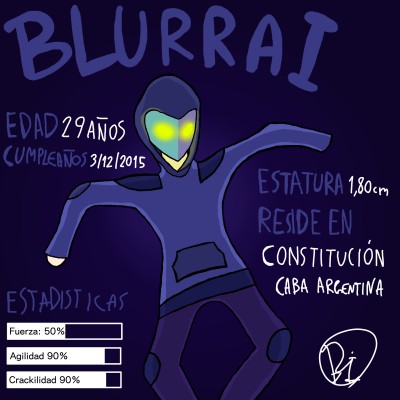 BLURRAI
EDAD 29 AÑOS
CUMPLEAÑOS 3/12/2015
ESTATURA 1,80cm
RESIDE EN
CONSTITUCIÓN
CABA ARGENTINA
ESTADISTICAS
Fuerza: 50%
Agilidad 90%
Crackilidad 90%